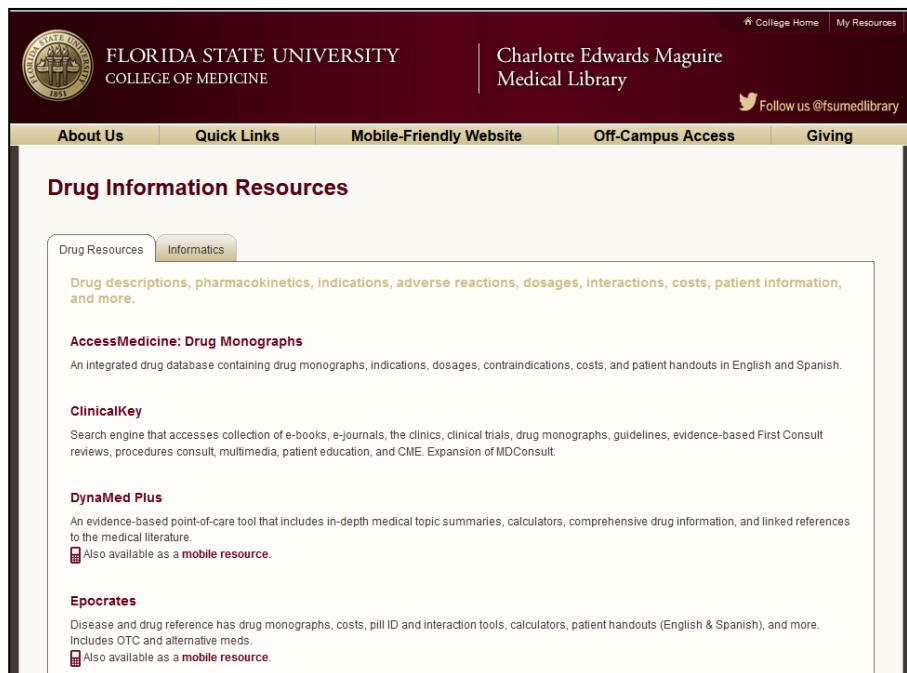 College Home
My Resources
FLORIDA STATE UNIVERSITY
COLLEGE OF MEDICINE
Charlotte Edwards Maguire
Medical Library
FLORIDA STATE UNIVERSITY
1851
Follow us @fsumedlibrary
About Us
Quick Links
Mobile-Friendly Website
Off-Campus Access
Giving
Drug Information Resources
Drug Resources
Informatics
Drug descriptions, pharmacokinetics, indications, adverse reactions, dosages, interactions, costs, patient information,
and more.
AccessMedicine: Drug Monographs
An integrated drug database containing drug monographs, indications, dosages, contraindications, costs, and patient handouts in English and Spanish.
ClinicalKey
Search engine that accesses collection of e-books, e-journals, the clinics, clinical trials, drug monographs, guidelines, evidence-based First Consult
reviews, procedures consult, multimedia, patient education, and CME. Expansion of MDConsult.
DynaMed Plus
An evidence-based point-of-care tool that includes in-depth medical topic summaries, calculators, comprehensive drug information, and linked references
to the medical literature.
Also available as a mobile resource.
Epocrates
Disease and drug reference has drug monographs, costs, pill ID and interaction tools, calculators, patient handouts (English & Spanish), and more.
Includes OTC and alternative meds.
Also available as a mobile resource.